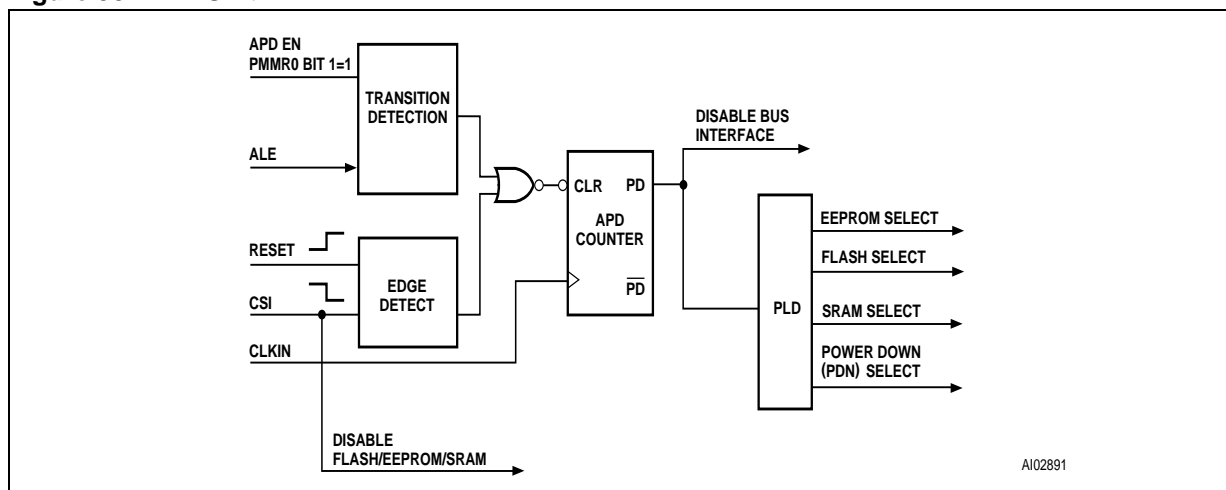 APD EN
PMMR0 BIT 1=1
TRANSITION
DETECTION
ALE
RESET
CSI
EDGE
DETECT
CLKIN
DISABLE
FLASH/EEPROM/SRAM
CLR PD
APD
COUNTER
PD
DISABLE BUS
INTERFACE
PLD
EEPROM SELECT
FLASH SELECT
SRAM SELECT
POWER DOWN
(PDN) SELECT
AI02891